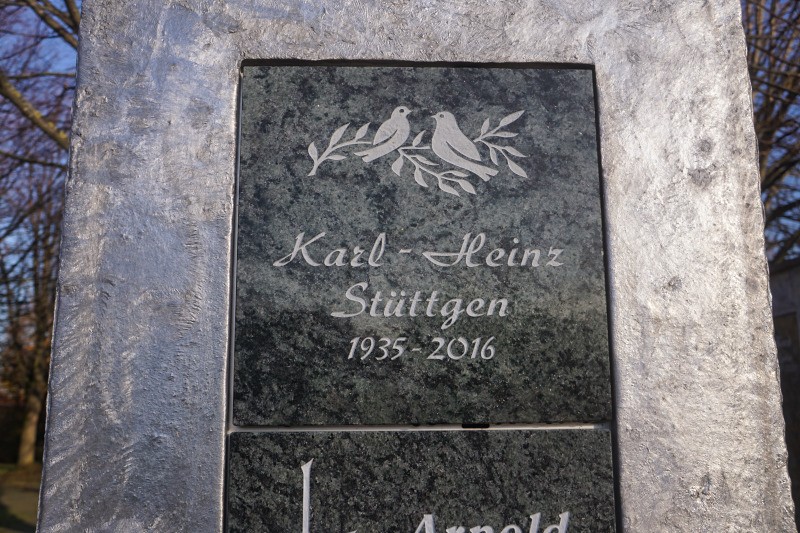 Karl - Heinz
Stüttgen
1935 - 2016
Arnold